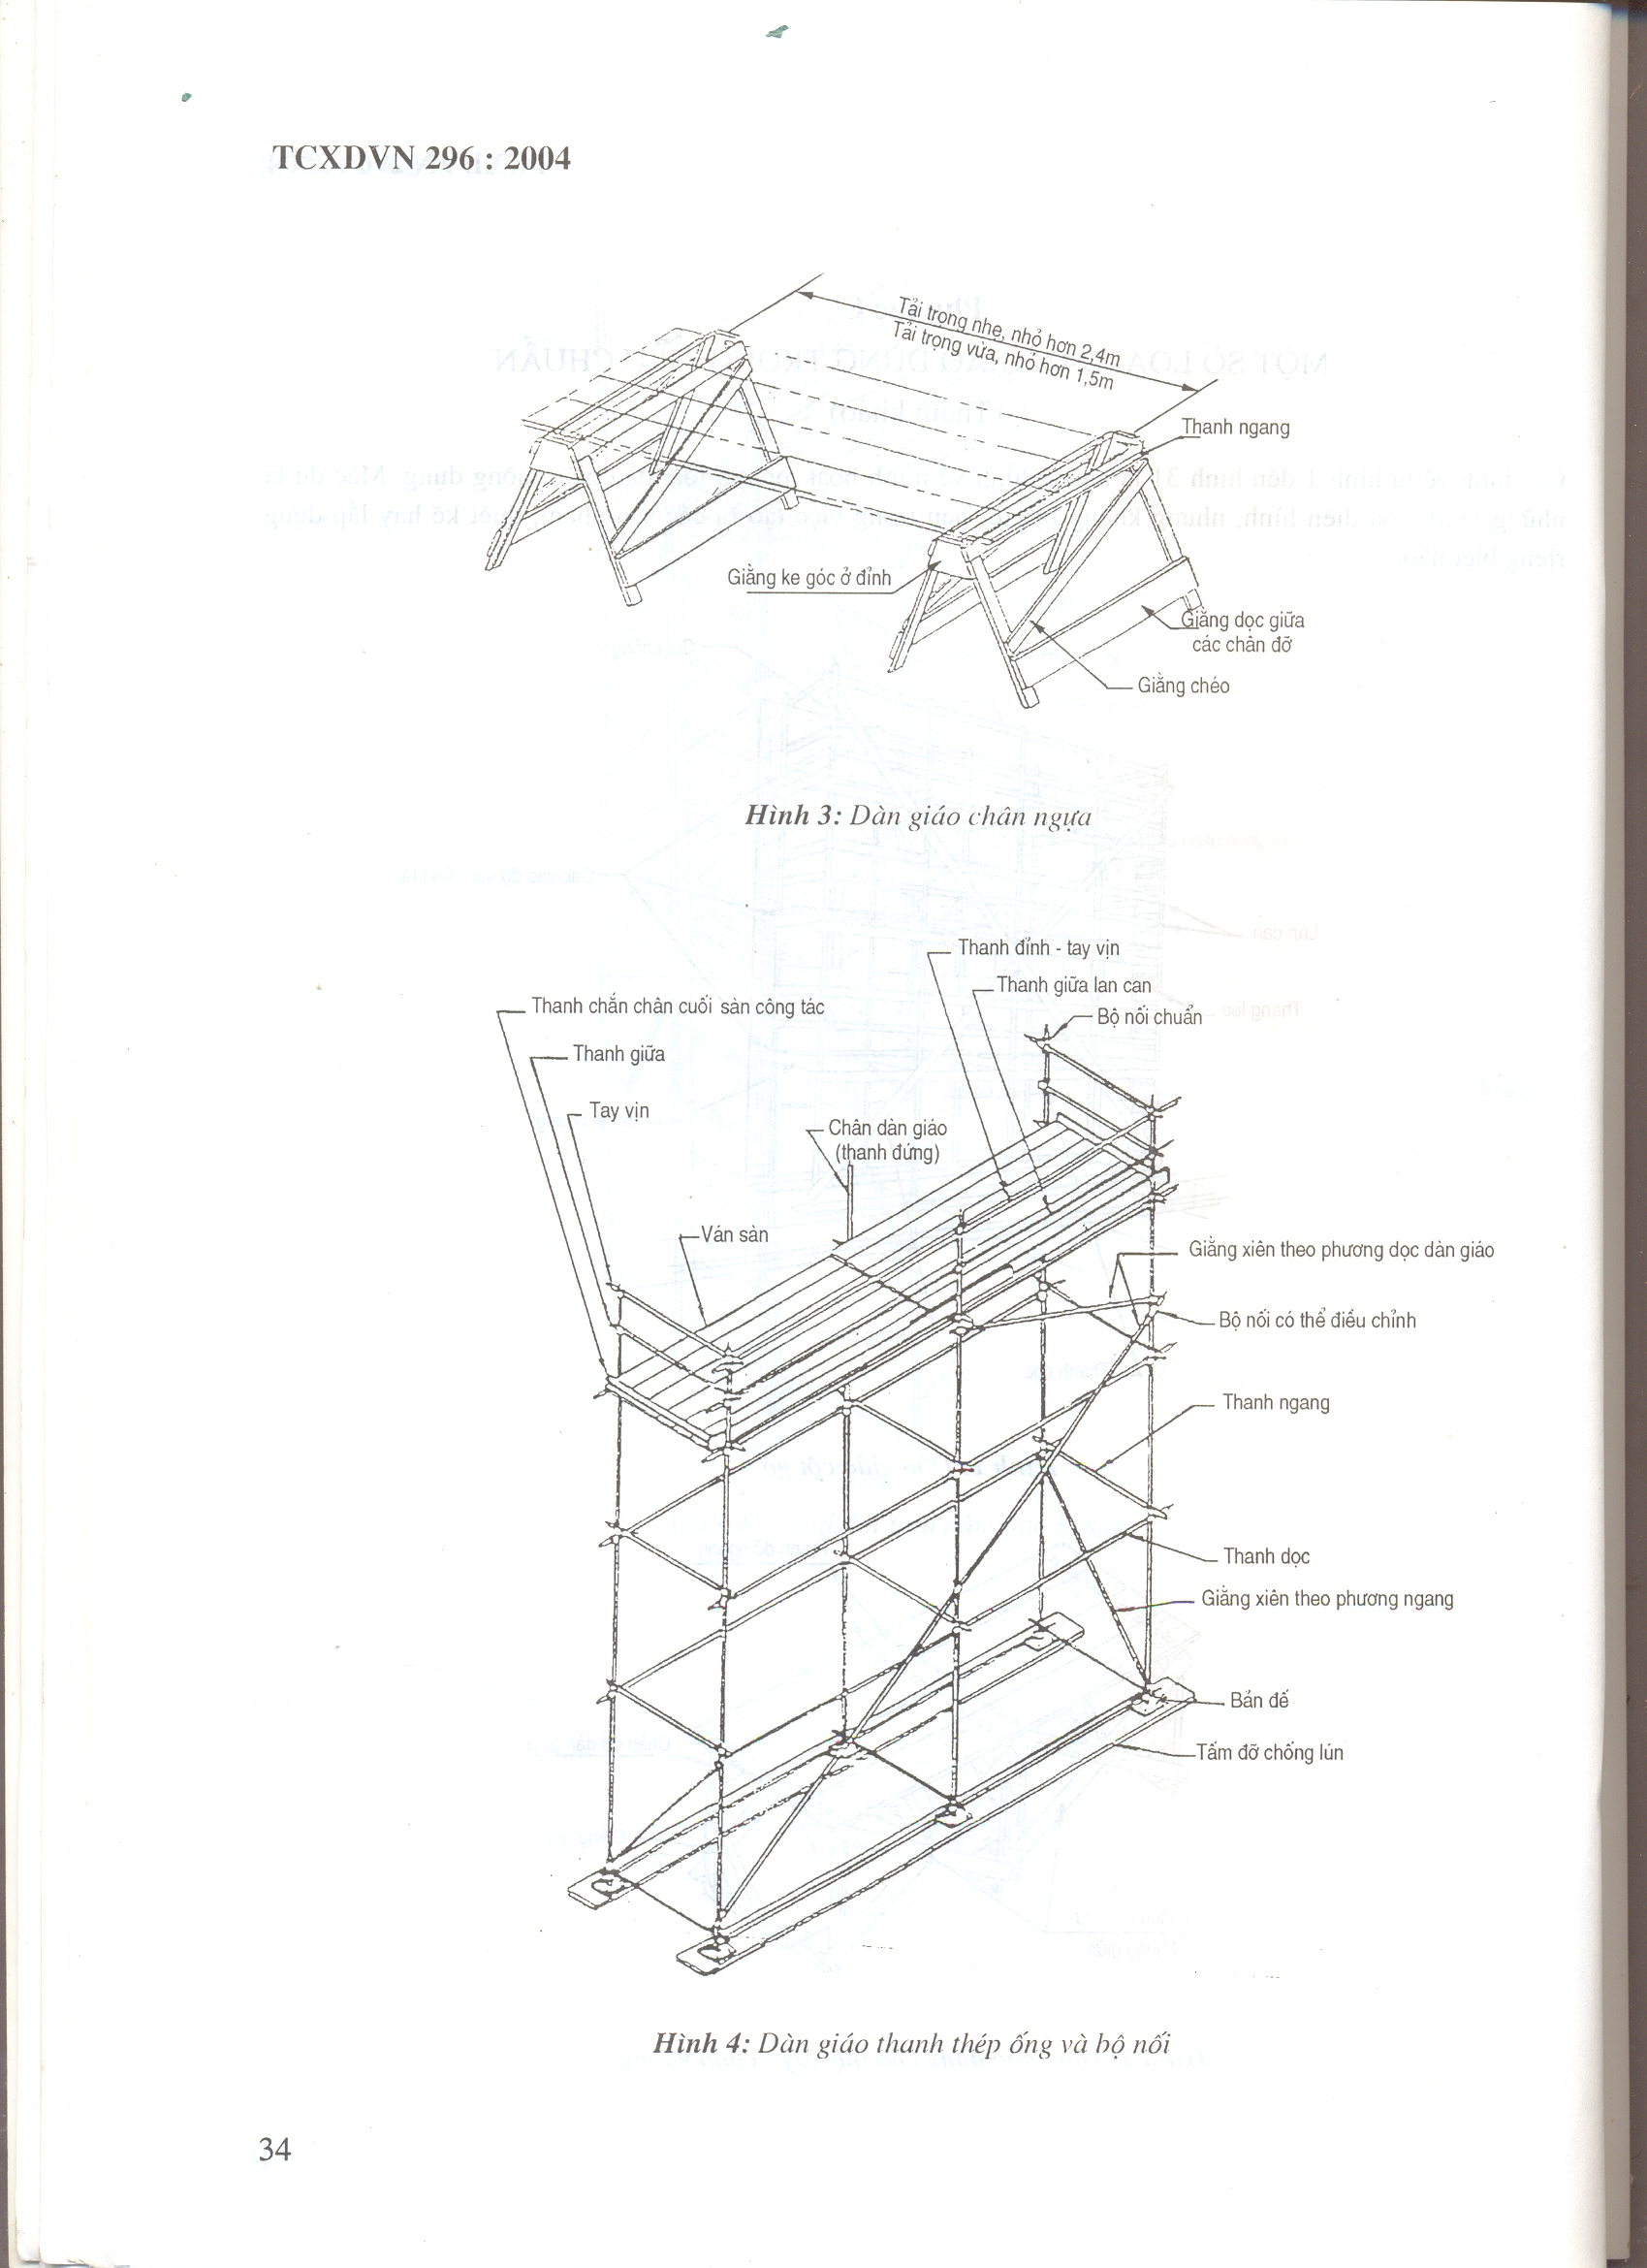 TCXDVN 296 : 2004
Tải trọng nhẹ, nhỏ hơn 2,4m
Tải trọng vừa, nhỏ hơn 1,5m
Thanh ngang
Giằng ke góc ở đỉnh
Giằng dọc giữa
các chân đỡ
Giằng chéo
Hình 3: Dàn giáo chân ngựa
Thanh đỉnh - tay vịn
Thanh giữa lan can
Bộ nối chuẩn
Thanh chắn chân cuối sàn công tác
Thanh giữa
Tay vịn
Chân dàn giáo
(thanh đứng)
Ván sàn
Giằng xiên theo phương dọc dàn giáo
Bộ nối có thể điều chỉnh
Thanh ngang
Thanh dọc
Giằng xiên theo phương ngang
Bản đế
Tấm đỡ chống lún
Hình 4: Dàn giáo thanh thép ống và bộ nối
34